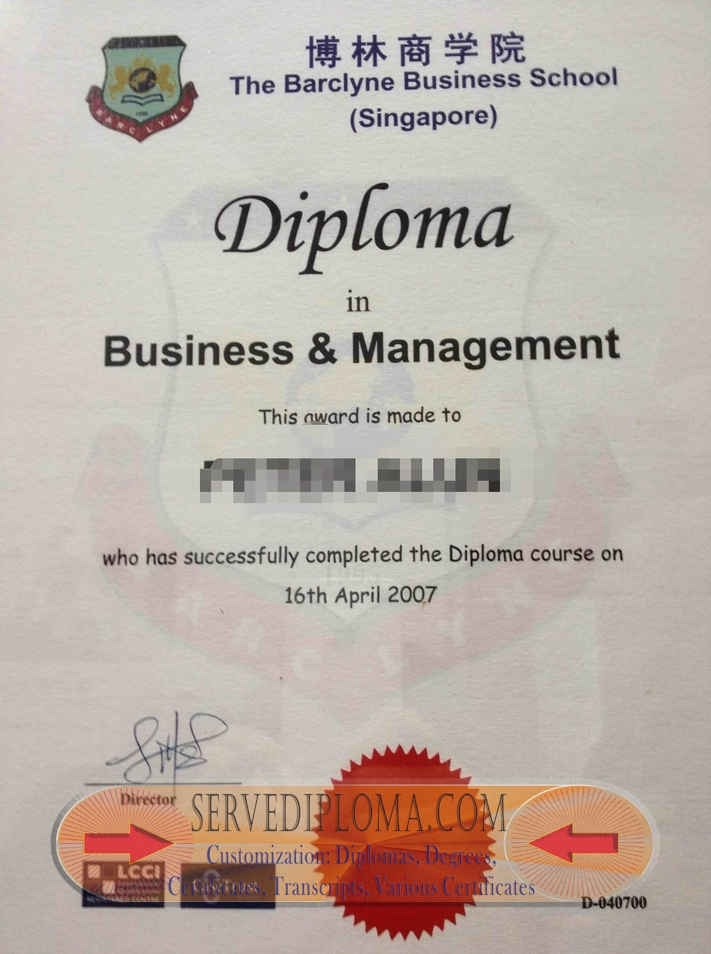 博林商学院
The Barclyne Business School
(Singapore)
BARCLYNE
Diploma
in
Business & Management
This award is made to
who has successfully completed the Diploma course on
16th April 2007
Director
SERVEDIPLOMA.COM
Customization: Diplomas, Degrees,
Certificates, Transcripts, Various Certificates
LCCI
D-040700